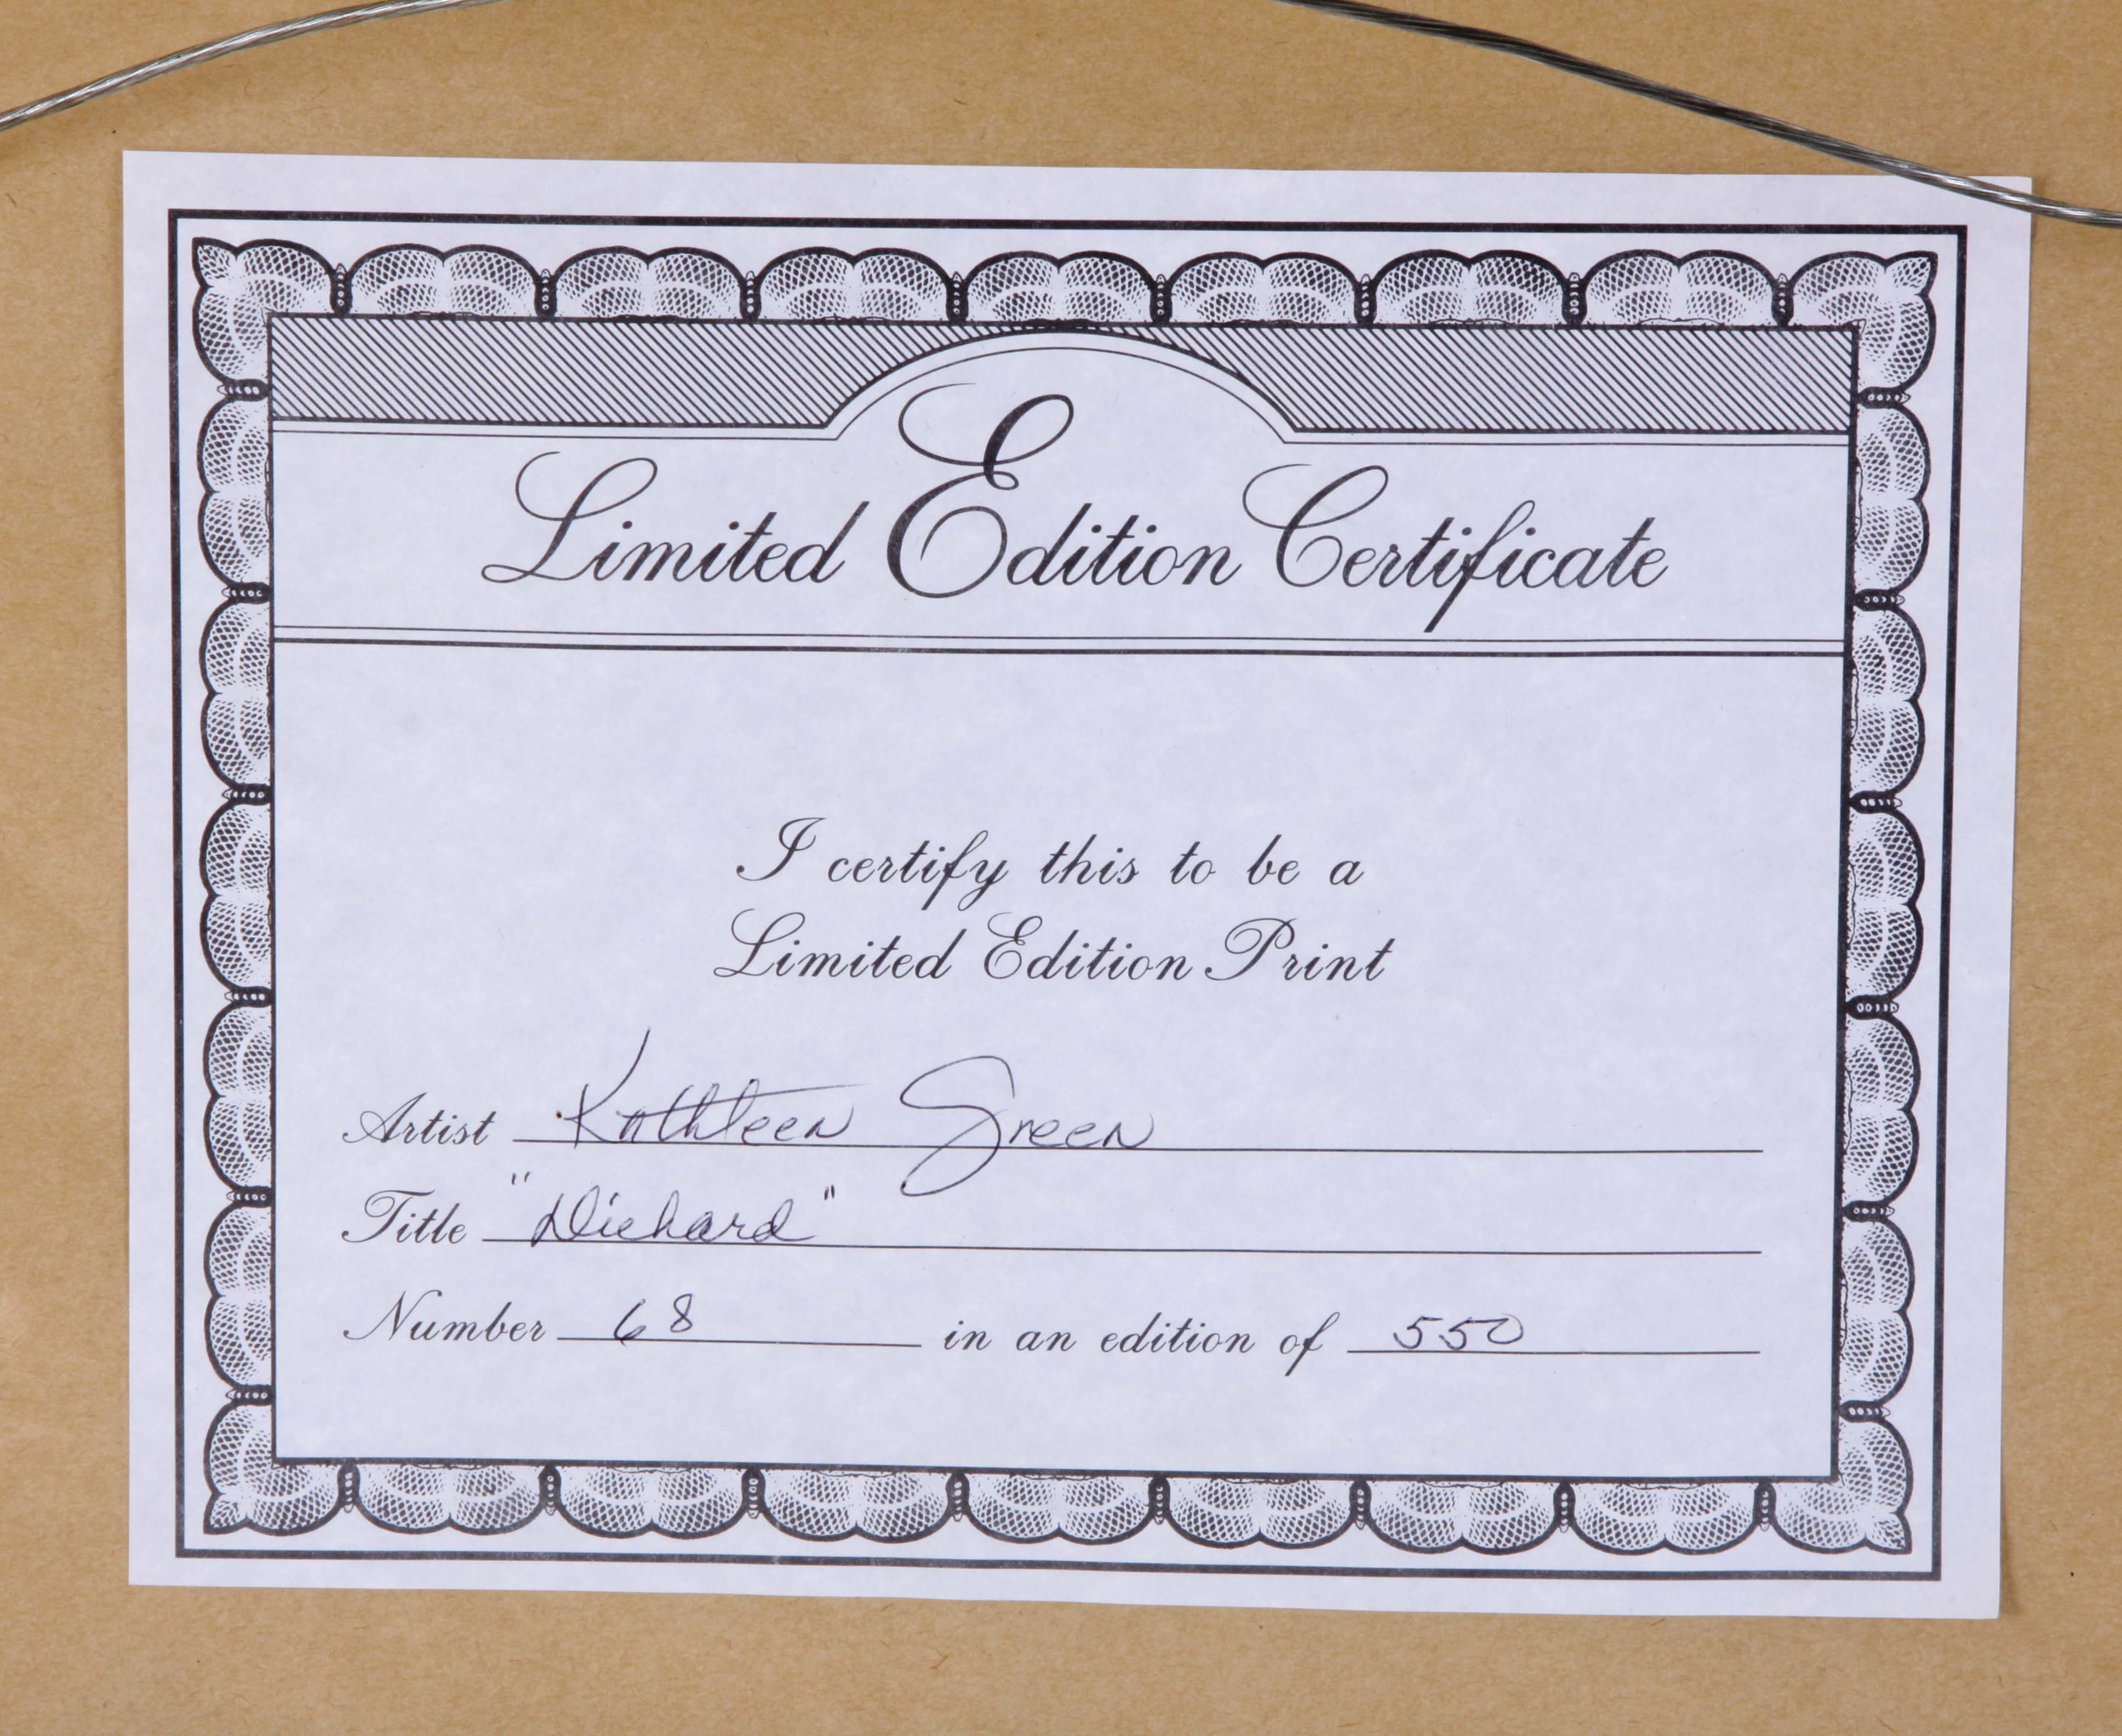 Limited Edition Certificate
I certify this to be a
Limited Edition Print
Artist Kathleen Green
Title "Diehard"
Number 68 in an edition of 550